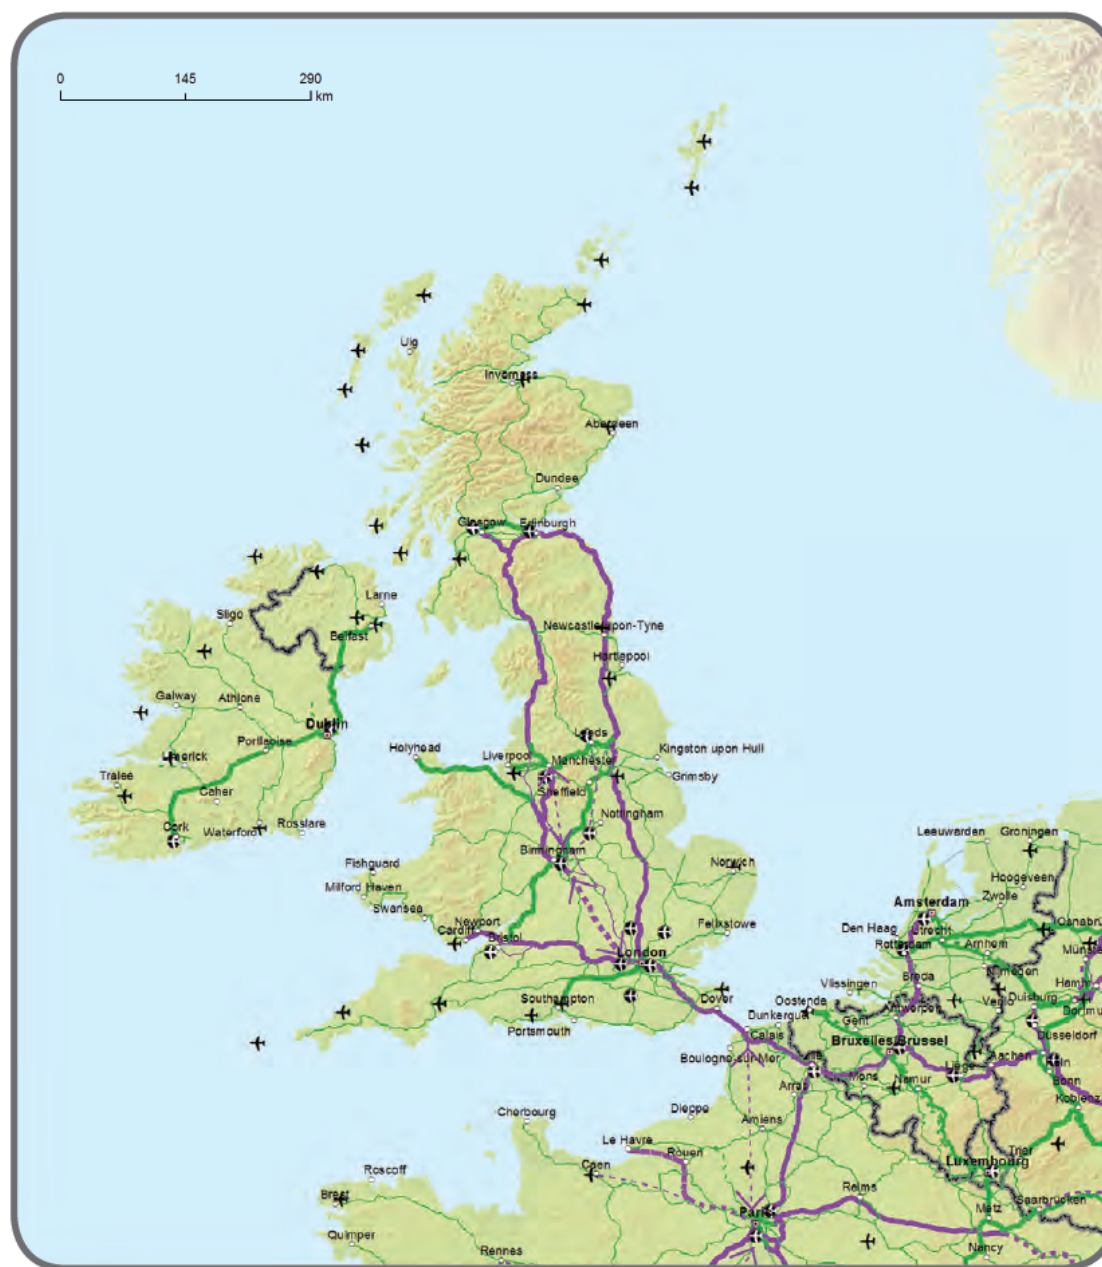 0 145 290
km
Uig
Inverness
Aberdeen
Dundee
Glasgow Edinburgh
Larne
Sligo
Belfast
Newcastle-upon-Tyne
Hartlepool
Galway Athlone
Dublin
Portlaoise
Limerick
Tralee
Caher
Cork
Waterford Rosslare
Holyhead
Liverpool
Leeds
Manchester
Sheffield
Kingston upon Hull
Grimsby
Nottingham
Birmingham
Norwich
Fishguard
Milford Haven
Swansea
Newport
Cardiff
Bristol
Felixstowe
London
Southampton
Portsmouth
Dover
Leeuwarden Groningen
Hoogeveen
Zwolle
Amsterdam
Den Haag
Utrecht
Rotterdam
Arnhem
Osnabrü
Münste
Nijmegen
Breda
Hamm
Vlissingen
Venlo
Duisburg
Dortmu
Oostende
Dunkerque
Gent
Antwerpen
Düsseldorf
Calais
Bruxelles/Brussel
Boulogne-sur-Mer
Lille
Liège
Aachen
Köln
Bonn
Mons
Namur
Arras
Koblenz
Cherbourg
Dieppe
Amiens
Le Havre
Rouen
Trier
Luxembourg
Caen
Roscoff
Brest
Reims
Saarbrücken
Metz
Paris
Quimper
Rennes
Nancy